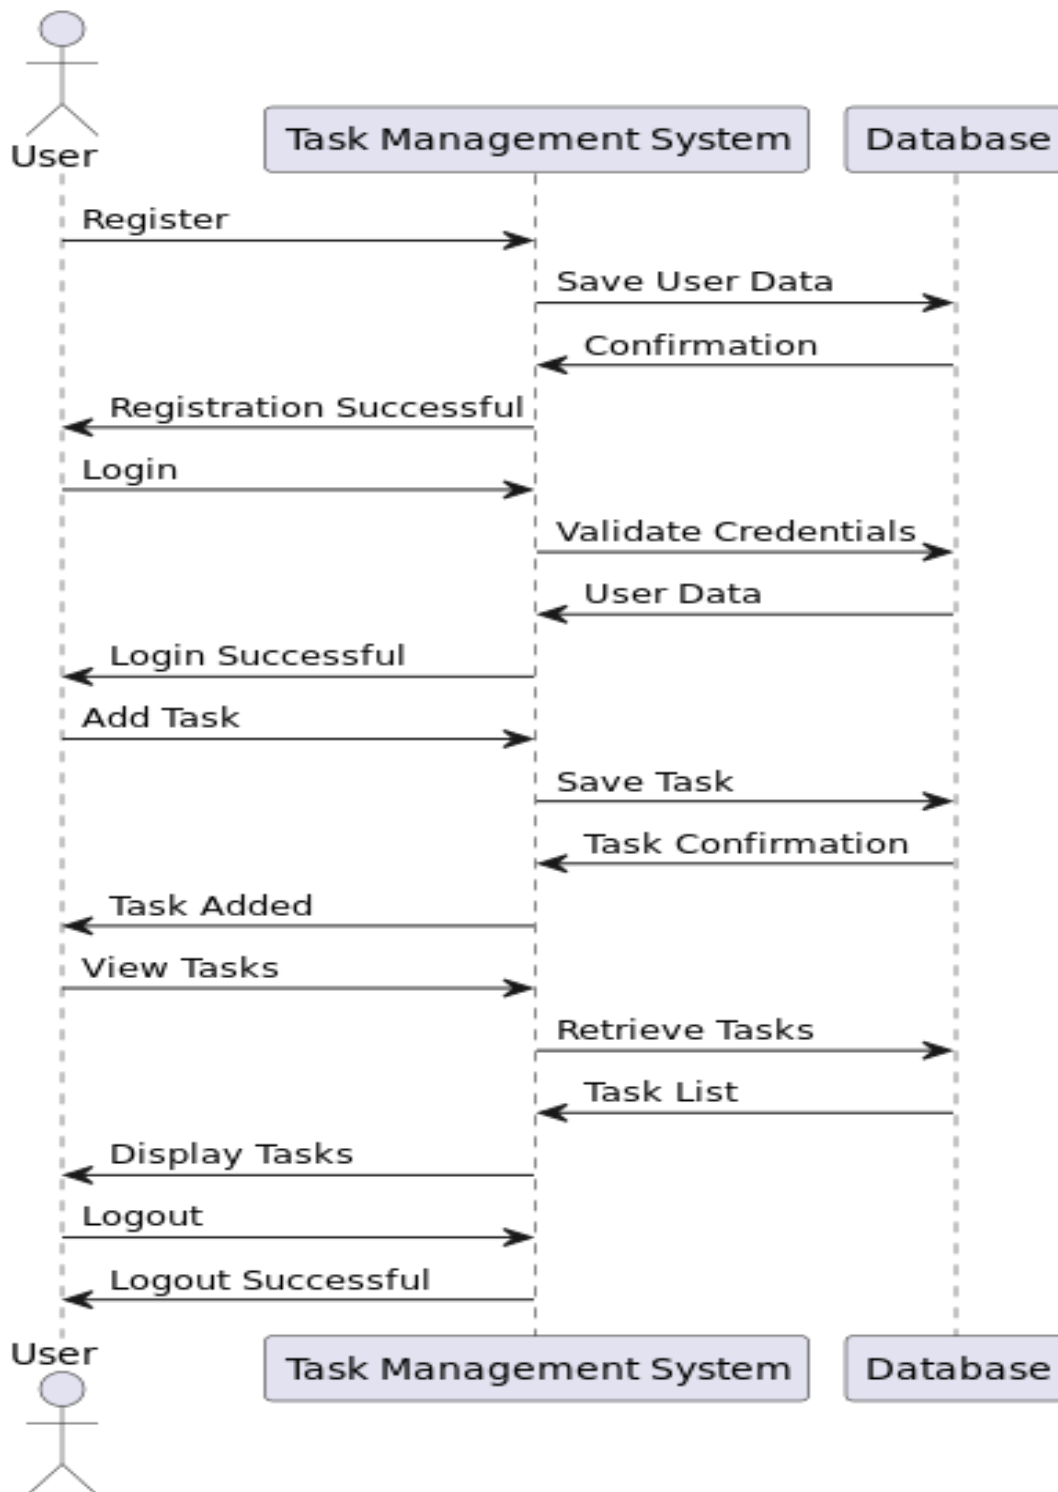 User
Task Management System
Database
Register
Save User Data
Confirmation
Registration Successful
Login
Validate Credentials
User Data
Login Successful
Add Task
Save Task
Task Confirmation
Task Added
View Tasks
Retrieve Tasks
Task List
Display Tasks
Logout
Logout Successful
User
Task Management System
Database